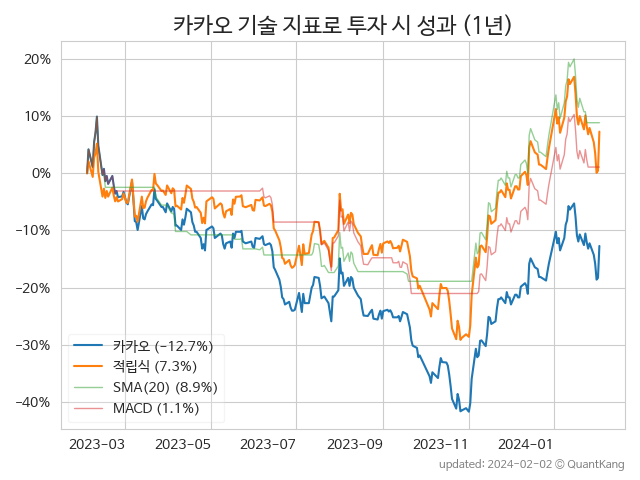 카카오 기술 지표로 투자 시 성과 (1년)
20%
10%
0%
−10%
−20%
−30%
−40%
카카오 (−12.7%)
적립식 (7.3%)
SMA(20) (8.9%)
MACD (1.1%)
2023-03 2023-05 2023-07 2023-09 2023-11 2024-01
updated: 2024-02-02 © QuantKang